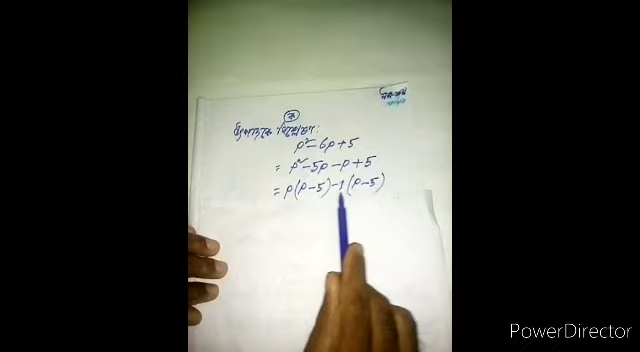 ক
উৎপাদকে বিশ্লেষণ:
p² - 6p + 5
= p² - 5p - p + 5
= p(p-5) - 1(p-5)
PowerDirector